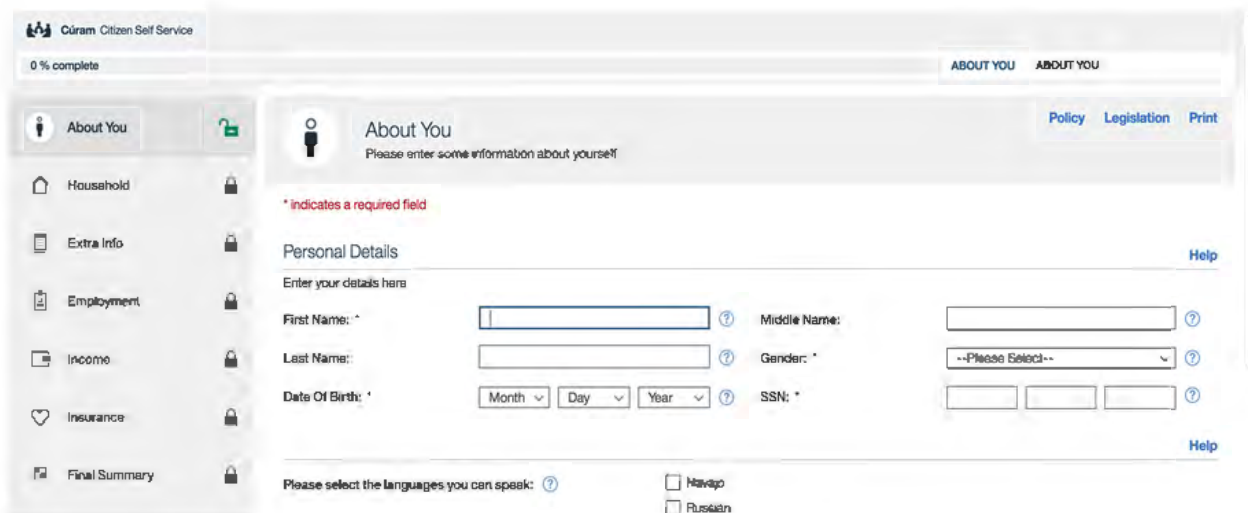 Cúram Citizen Self Service
0 % complete
ABOUT YOU ABOUT YOU
About You
Household
Extra Info
Employment
Income
Insurance
Final Summary
About You
Please enter some information about yourself
Policy Legislation Print
* indicates a required field
Personal Details Help
Enter your details here
First Name: * ? Middle Name: ?
Last Name: ? Gender: * --Please Select-- ?
Date Of Birth: * Month Day Year ? SSN: * ?
Help
Please select the languages you can speak: ? Navajo
Russian